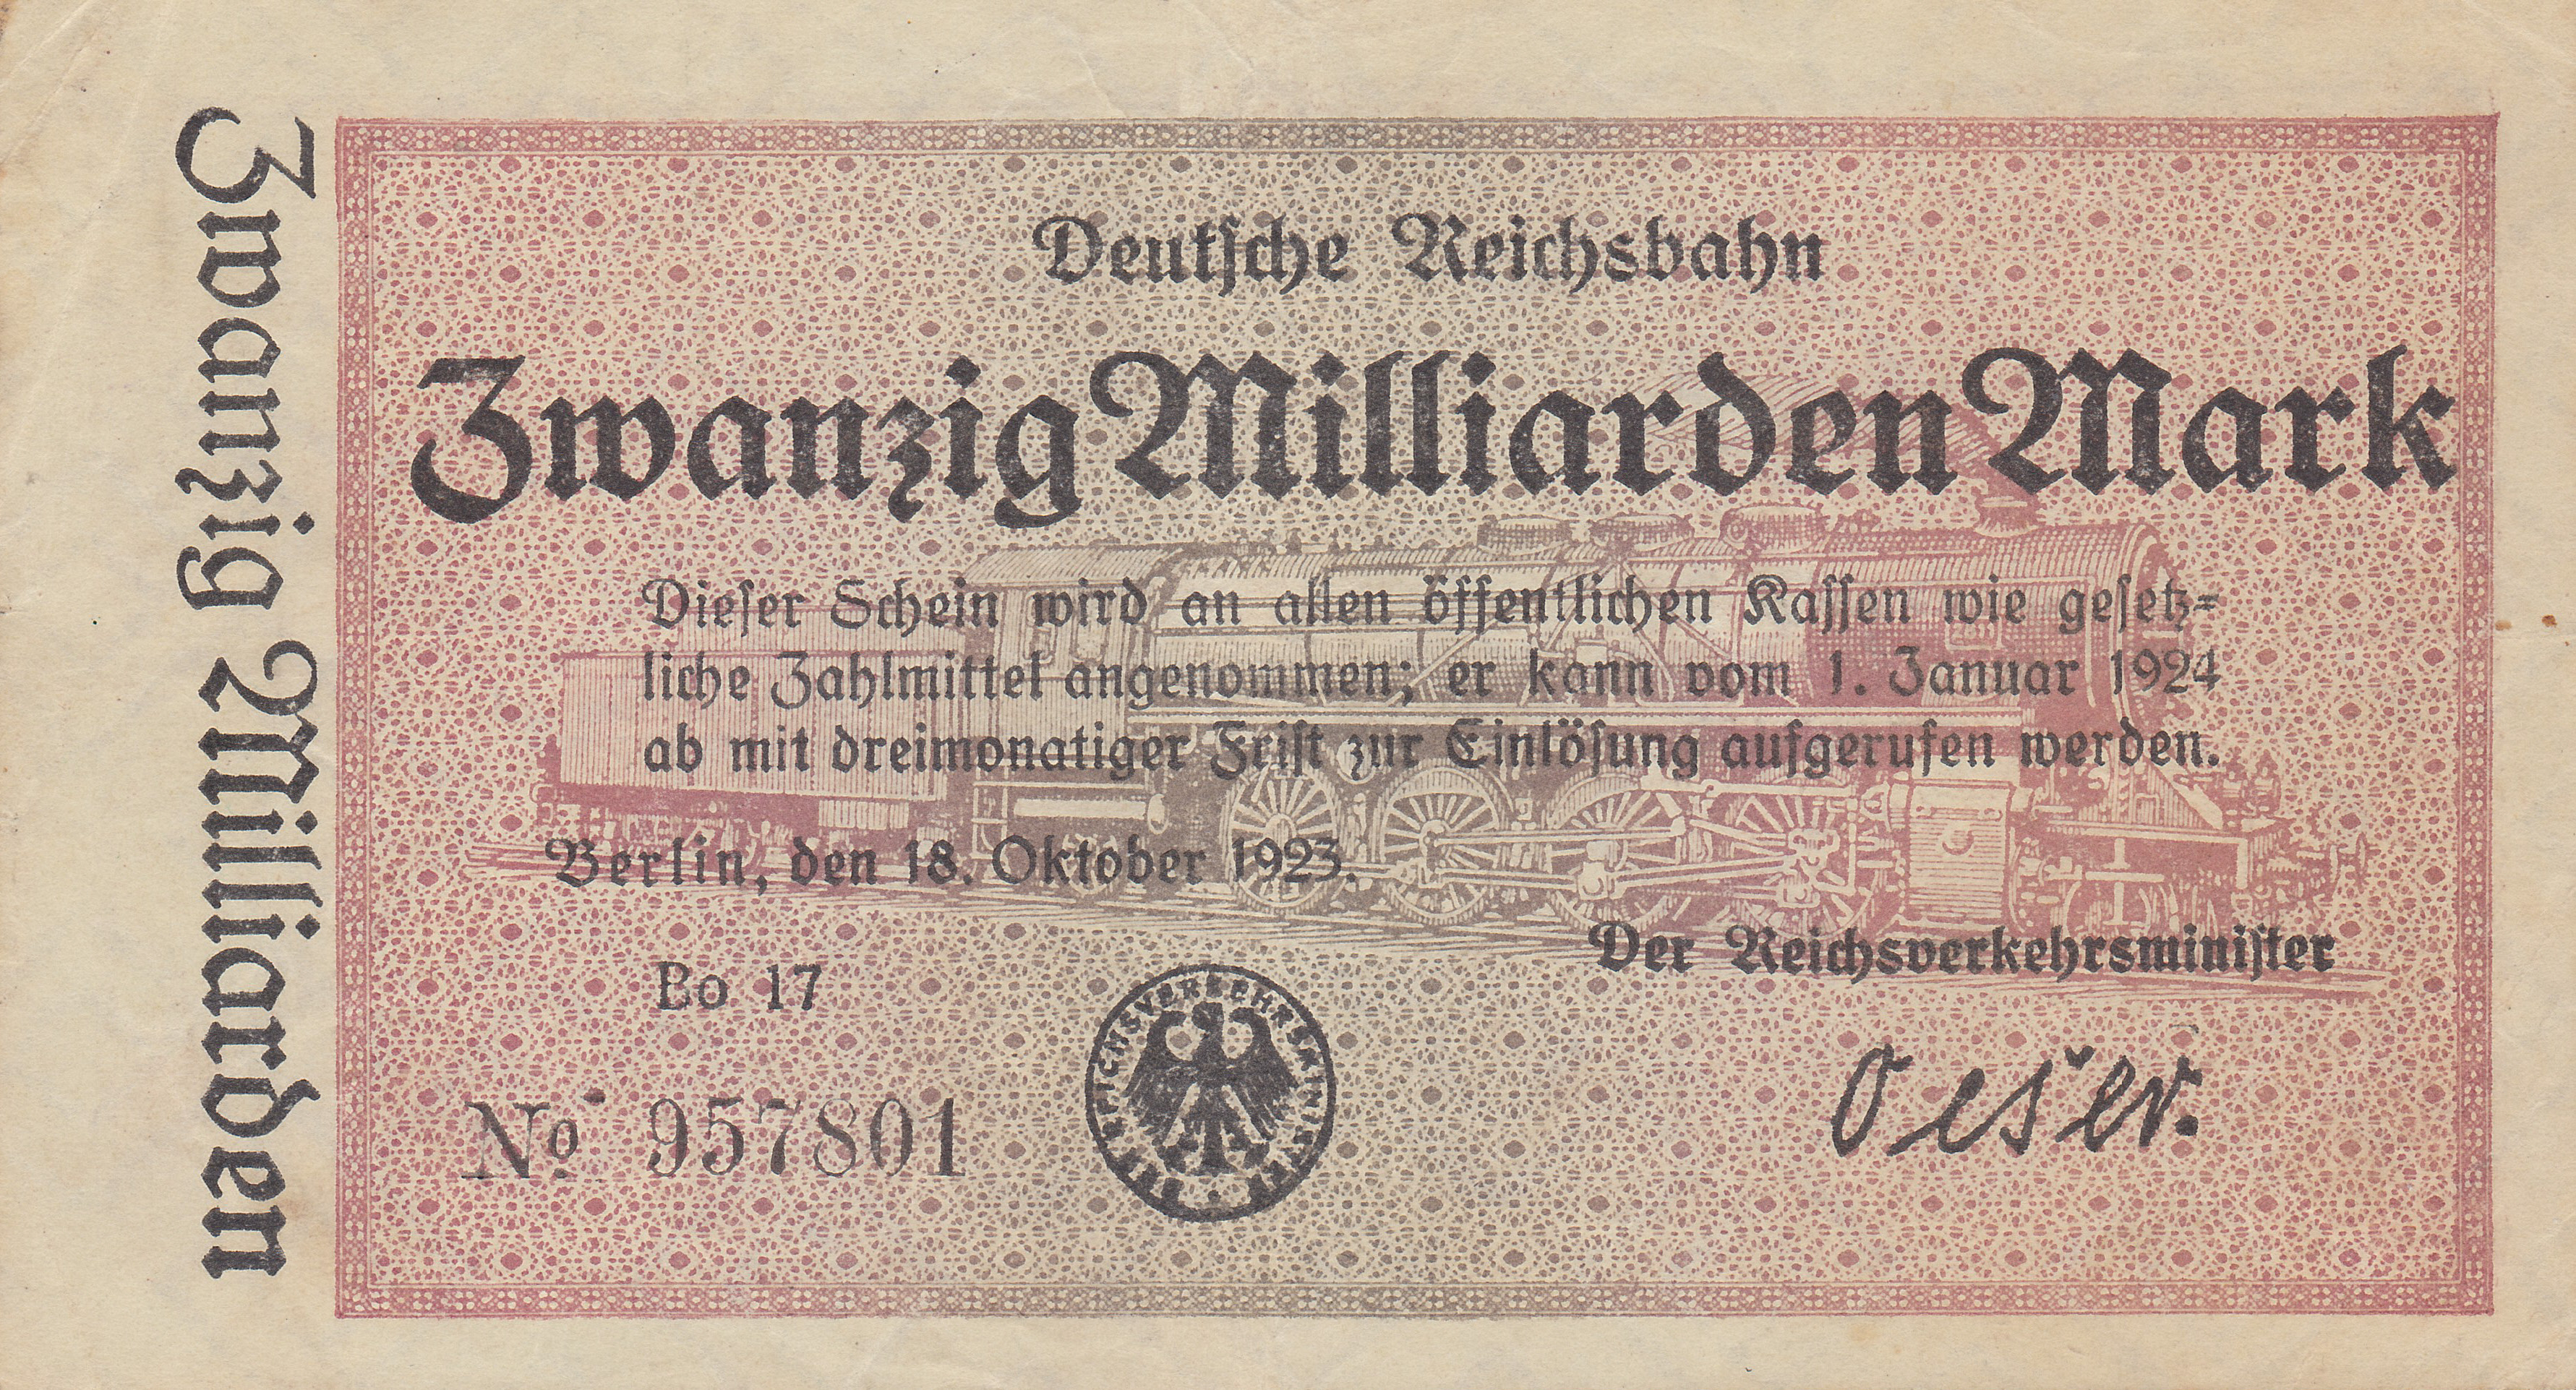 Zwanzig Milliarden
Deutsche Reichsbahn
Zwanzig Milliarden Mark
Dieser Schein wird an allen öffentlichen Kassen wie gesetz=
liche Zahlmittel angenommen; er kann vom 1. Januar 1924
ab mit dreimonatiger Frist zur Einlösung aufgerufen werden.
Berlin, den 18. Oktober 1923.
Der Reichsverkehrsminister
Bo 17
DER REICHSVERKEHRSMINISTER
No 957801
Oeser.